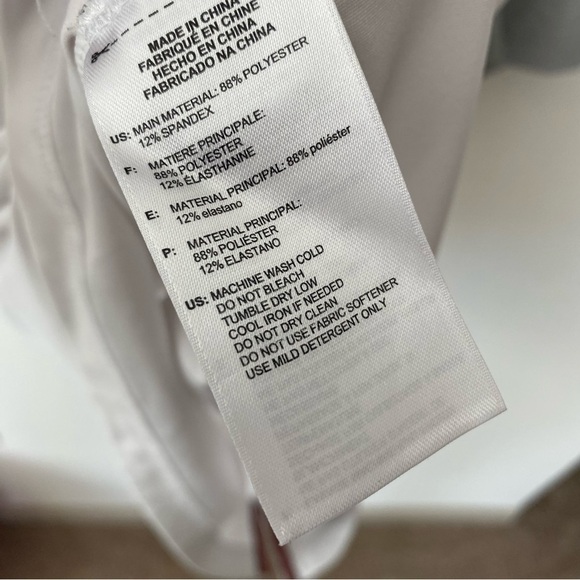 MADE IN CHINA
FABRIQUÉ EN CHINE
HECHO EN CHINA
FABRICADO NA CHINA
US: MAIN MATERIAL: 88% POLYESTER
12% SPANDEX
F: MATIERE PRINCIPALE:
88% POLYESTER
12% ÉLASTHANNE
E: MATERIAL PRINCIPAL: 88% poliéster
12% elastano
P: MATERIAL PRINCIPAL:
88% POLIÉSTER
12% ELASTANO
US: MACHINE WASH COLD
DO NOT BLEACH
TUMBLE DRY LOW
COOL IRON IF NEEDED
DO NOT DRY CLEAN
DO NOT USE FABRIC SOFTENER
USE MILD DETERGENT ONLY